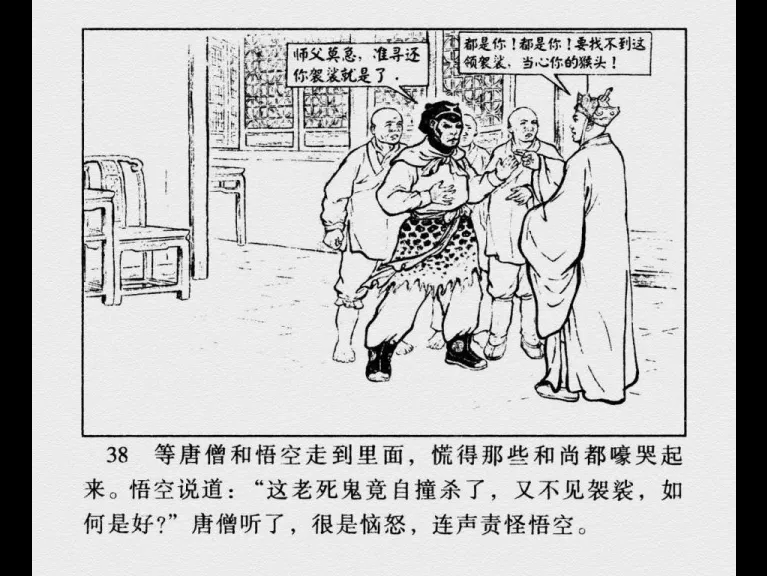 师父莫急，准寻还
你袈裟就是了．
都是你！都是你！要找不到这
领袈裟，当心你的猴头！
38 等唐僧和悟空走到里面，慌得那些和尚都嚎哭起
来。悟空说道：“这老死鬼竟自撞杀了，又不见袈裟，如
何是好？”唐僧听了，很是恼怒，连声责怪悟空。